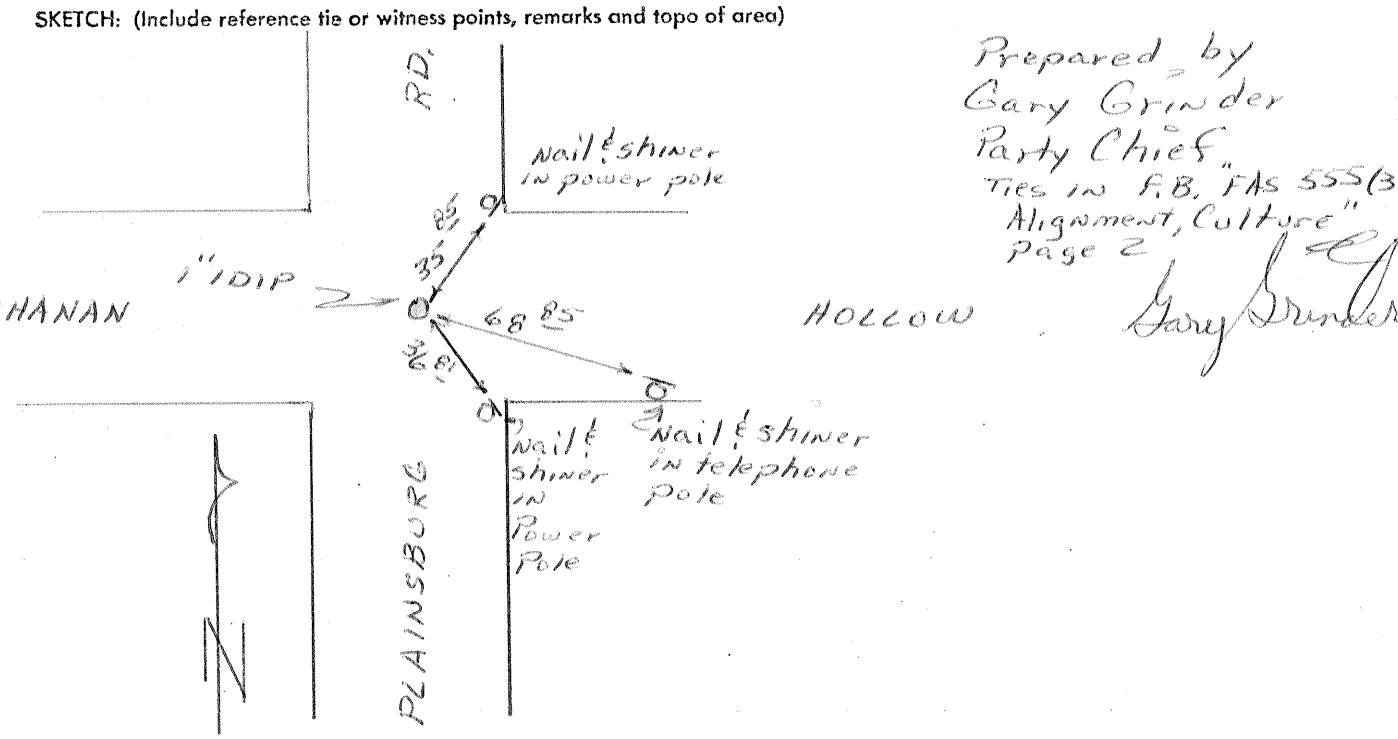 SKETCH: (Include reference tie or witness points, remarks and topo of area)
RD.
Prepared by
Gary Grinder
Party Chief
Ties in F.B. "FAS 555(3
Alignment, Culture"
page 2
Gary Grinder
Nail & shiner
in power pole
35 85
1" IDIP
HANAN
HOLLOW
68 85
36 81
Nail &
shiner
in
Power
Pole
Nail & shiner
in telephone
pole
PLAINSBURG
N